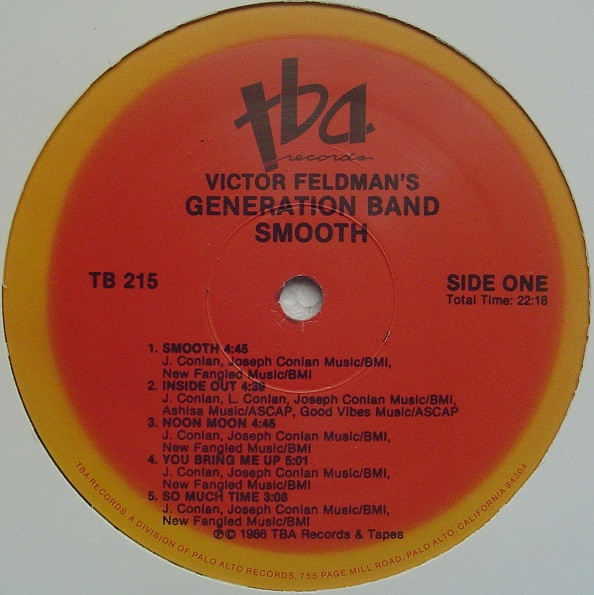 tba.
records
VICTOR FELDMAN'S
GENERATION BAND
SMOOTH
TB 215
SIDE ONE
Total Time: 22:18
1. SMOOTH 4:45
J. Conlan, Joseph Conlan Music/BMI,
New Fangled Music/BMI
2. INSIDE OUT 4:39
J. Conlan, L. Conlan, Joseph Conlan Music/BMI,
Ashisa Music/ASCAP, Good Vibes Music/ASCAP
3. NOON MOON 4:45
J. Conlan, Joseph Conlan Music/BMI,
New Fangled Music/BMI
4. YOU BRING ME UP 5:01
J. Conlan, Joseph Conlan Music/BMI,
New Fangled Music/BMI
5. SO MUCH TIME 3:08
J. Conlan, Joseph Conlan Music/BMI,
New Fangled Music/BMI
℗© 1986 TBA Records & Tapes
TBA RECORDS, A DIVISION OF PALO ALTO RECORDS, 755 PAGE MILL ROAD, PALO ALTO, CALIFORNIA 94304